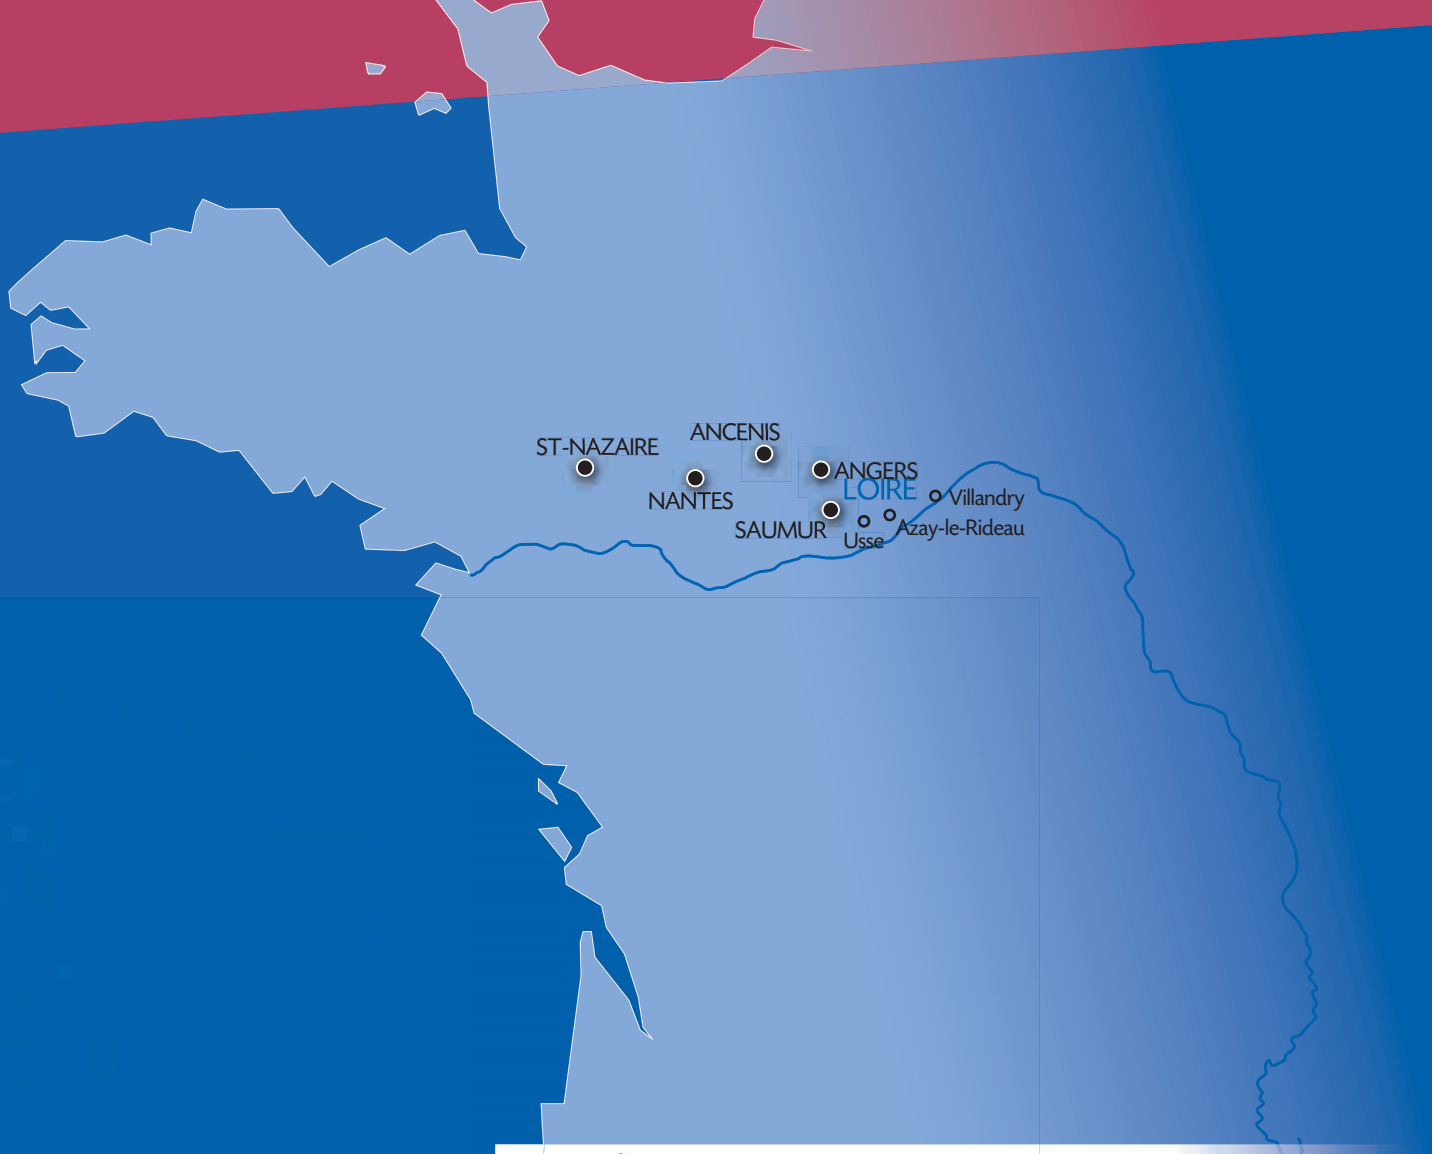 ANCENIS
ST-NAZAIRE
ANGERS
LOIRE
NANTES
Villandry
SAUMUR
Azay-le-Rideau
Usse